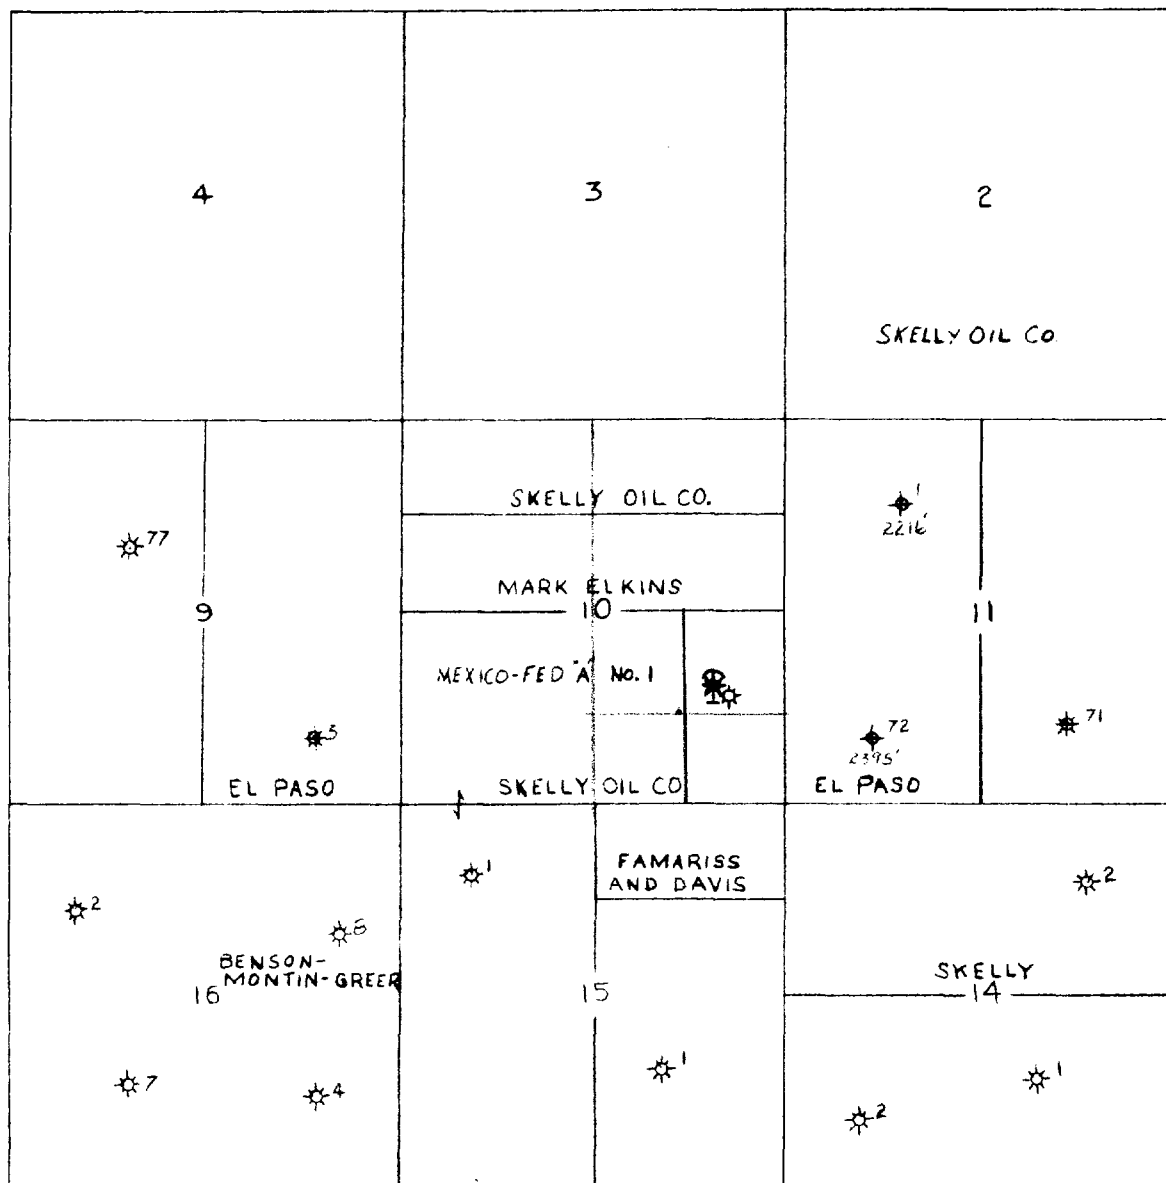 4
3
2
SKELLY OIL CO.
SKELLY OIL CO.
1
2216'
77
MARK ELKINS
9
10
11
MEXICO-FED "A" No. 1
3
72
71
2395'
EL PASO
SKELLY OIL CO
EL PASO
FAMARISS
AND DAVIS
1
2
2
8
BENSON-
MONTIN-GREER
SKELLY
16
15
14
1
1
7
4
2